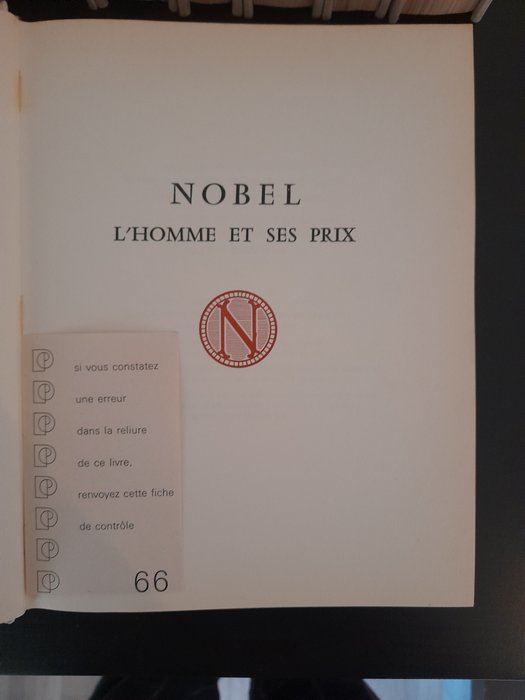 NOBEL
L'HOMME ET SES PRIX
N
si vous constatez
une erreur
dans la reliure
de ce livre,
renvoyez cette fiche
de contrôle
66